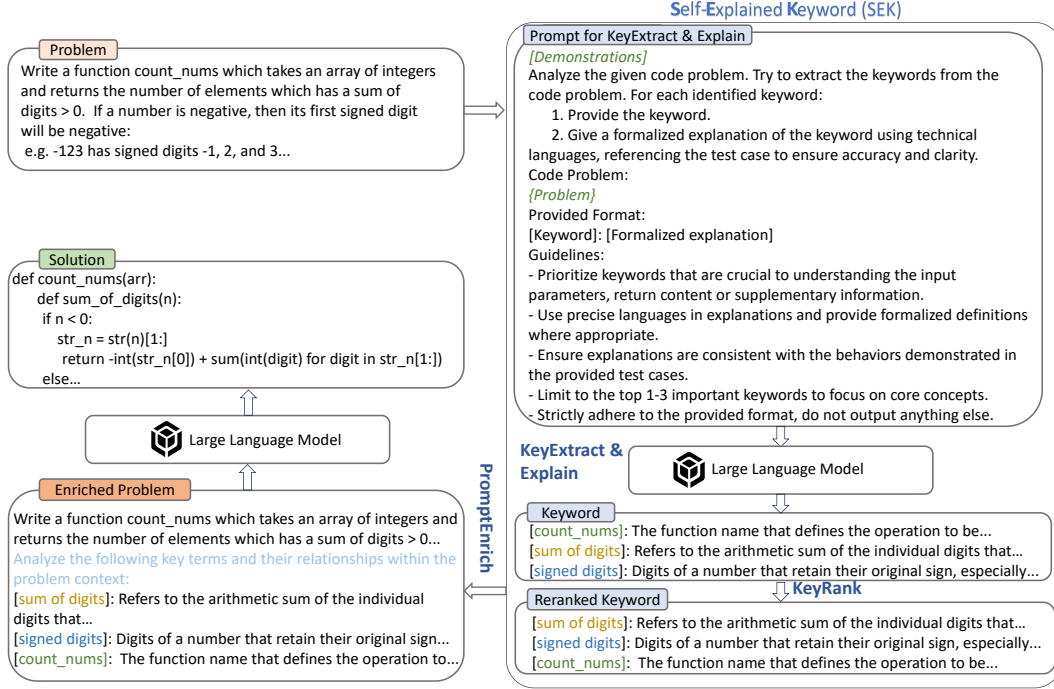 Self-Explained Keyword (SEK)
Problem
Write a function count_nums which takes an array of integers
and returns the number of elements which has a sum of
digits > 0. If a number is negative, then its first signed digit
will be negative:
e.g. -123 has signed digits -1, 2, and 3...
Prompt for KeyExtract & Explain
[Demonstrations]
Analyze the given code problem. Try to extract the keywords from the
code problem. For each identified keyword:
1. Provide the keyword.
2. Give a formalized explanation of the keyword using technical
languages, referencing the test case to ensure accuracy and clarity.
Code Problem:
{Problem}
Provided Format:
[Keyword]: [Formalized explanation]
Guidelines:
- Prioritize keywords that are crucial to understanding the input
parameters, return content or supplementary information.
- Use precise languages in explanations and provide formalized definitions
where appropriate.
- Ensure explanations are consistent with the behaviors demonstrated in
the provided test cases.
- Limit to the top 1-3 important keywords to focus on core concepts.
- Strictly adhere to the provided format, do not output anything else.
KeyExtract &
Explain
Large Language Model
Keyword
[count_nums]: The function name that defines the operation to be...
[sum of digits]: Refers to the arithmetic sum of the individual digits that...
[signed digits]: Digits of a number that retain their original sign, especially...
KeyRank
Reranked Keyword
[sum of digits]: Refers to the arithmetic sum of the individual digits that...
[signed digits]: Digits of a number that retain their original sign, especially...
[count_nums]: The function name that defines the operation to be...
PromptEnrich
Enriched Problem
Write a function count_nums which takes an array of integers and
returns the number of elements which has a sum of digits > 0...
Analyze the following key terms and their relationships within the
problem context:
[sum of digits]: Refers to the arithmetic sum of the individual
digits that...
[signed digits]: Digits of a number that retain their original sign...
[count_nums]: The function name that defines the operation to...
Large Language Model
Solution
def count_nums(arr):
def sum_of_digits(n):
if n < 0:
str_n = str(n)[1:]
return -int(str_n[0]) + sum(int(digit) for digit in str_n[1:])
else...